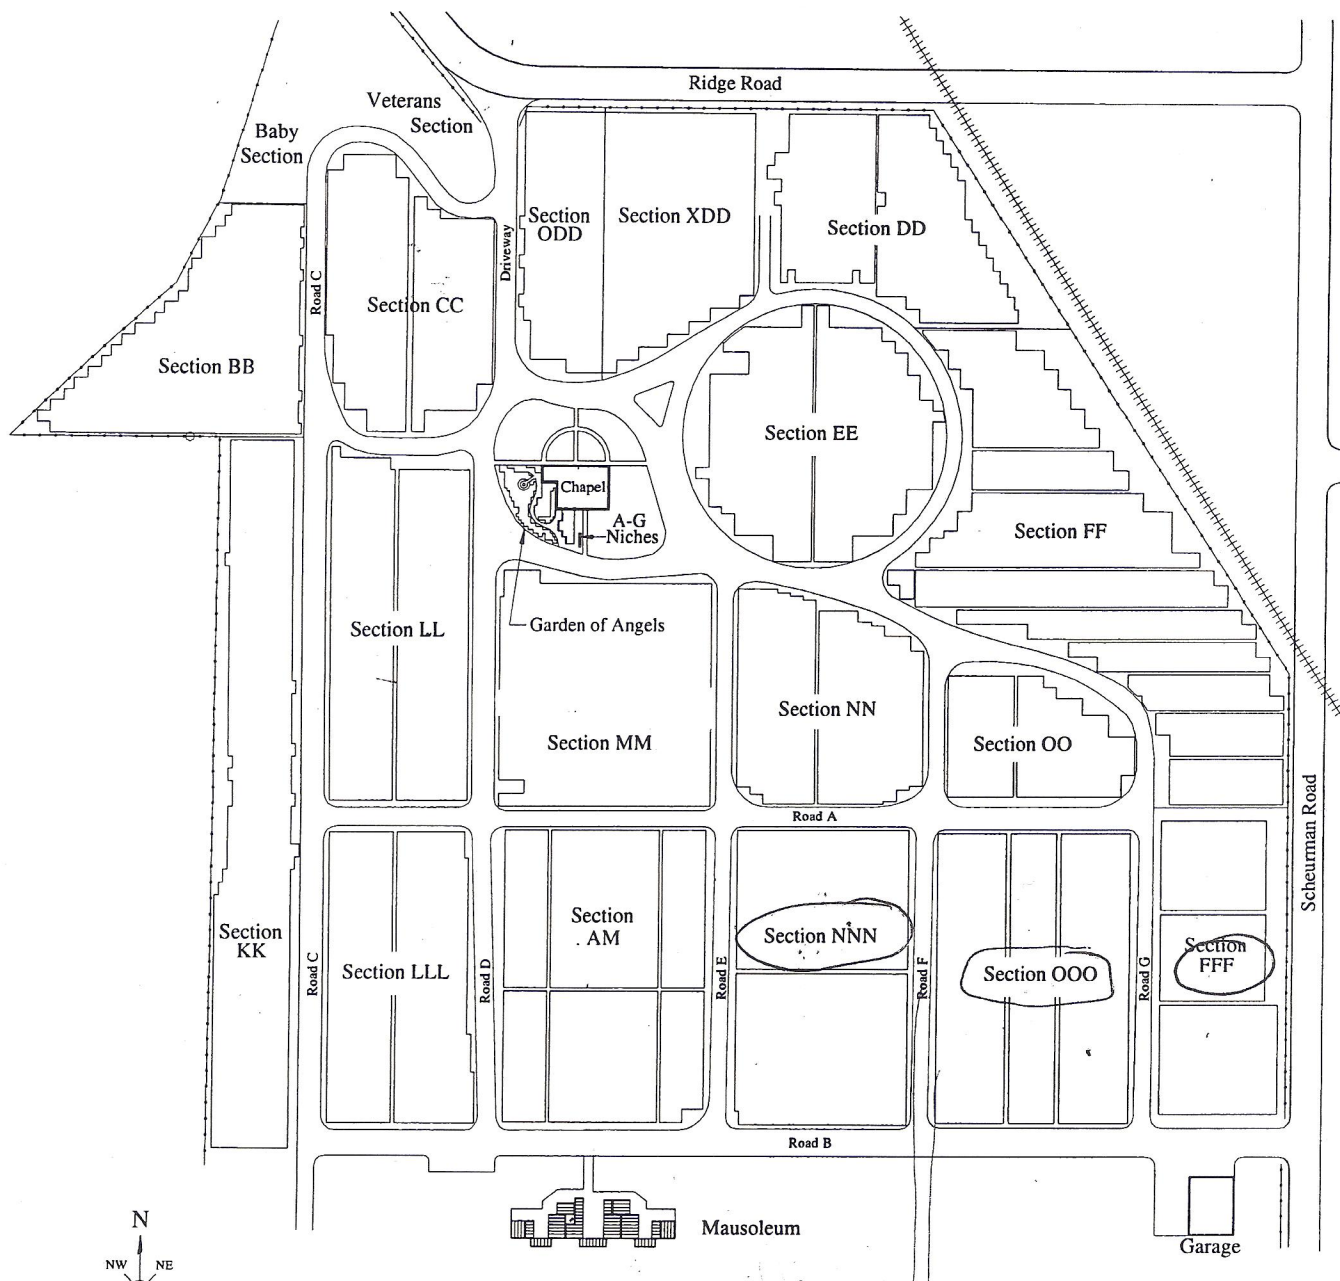 Ridge Road
Veterans
Section
Baby
Section
Section
ODD
Section XDD
Section DD
Driveway
Road C
Section CC
Section BB
Section EE
Chapel
A-G
Niches
Section FF
Garden of Angels
Section LL
Section MM
Section NN
Section OO
Road A
Scheurman Road
Section
KK
Road C
Section LLL
Road D
Section
AM
Road E
Section NNN
Road F
Section OOO
Road G
Section
FFF
Road B
Mausoleum
Garage
N
NW
NE